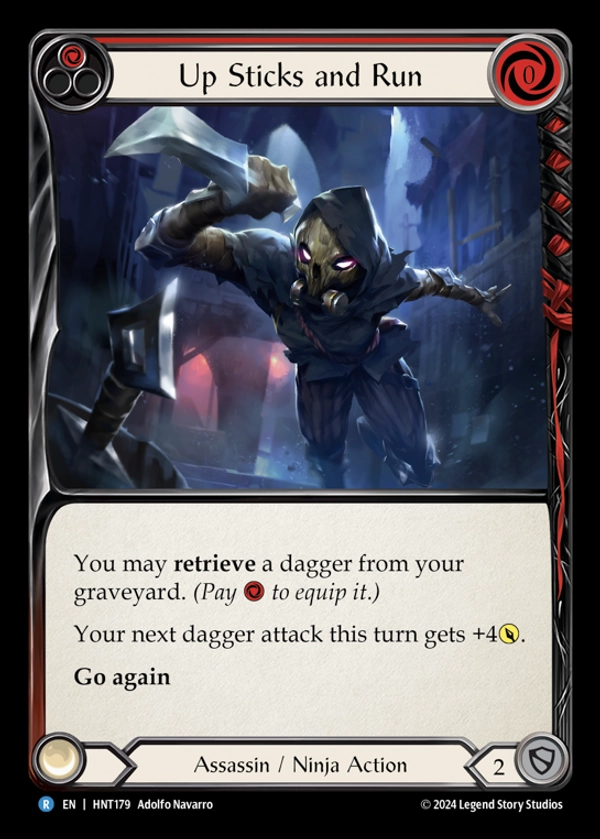 Up Sticks and Run
0
You may retrieve a dagger from your
graveyard. (Pay to equip it.)
Your next dagger attack this turn gets +4.
Go again
Assassin / Ninja Action
2
R EN | HNT179 Adolfo Navarro
© 2024 Legend Story Studios